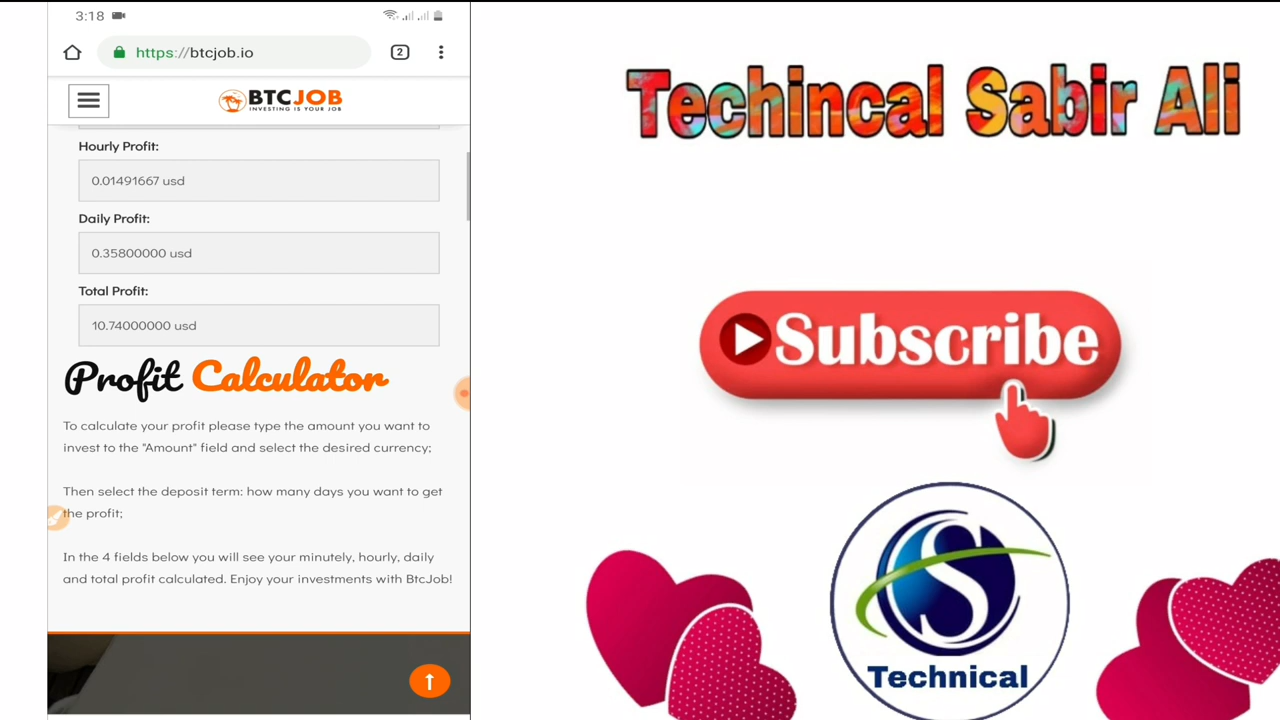 3:18
https://btcjob.io
2
BTCJOB
INVESTING IS YOUR JOB
Hourly Profit:
0.01491667 usd
Daily Profit:
0.35800000 usd
Total Profit:
10.74000000 usd
Profit Calculator
To calculate your profit please type the amount you want to
invest to the "Amount" field and select the desired currency;
Then select the deposit term: how many days you want to get
the profit;
In the 4 fields below you will see your minutely, hourly, daily
and total profit calculated. Enjoy your investments with BtcJob!
Techincal Sabir Ali
Subscribe
S
Technical